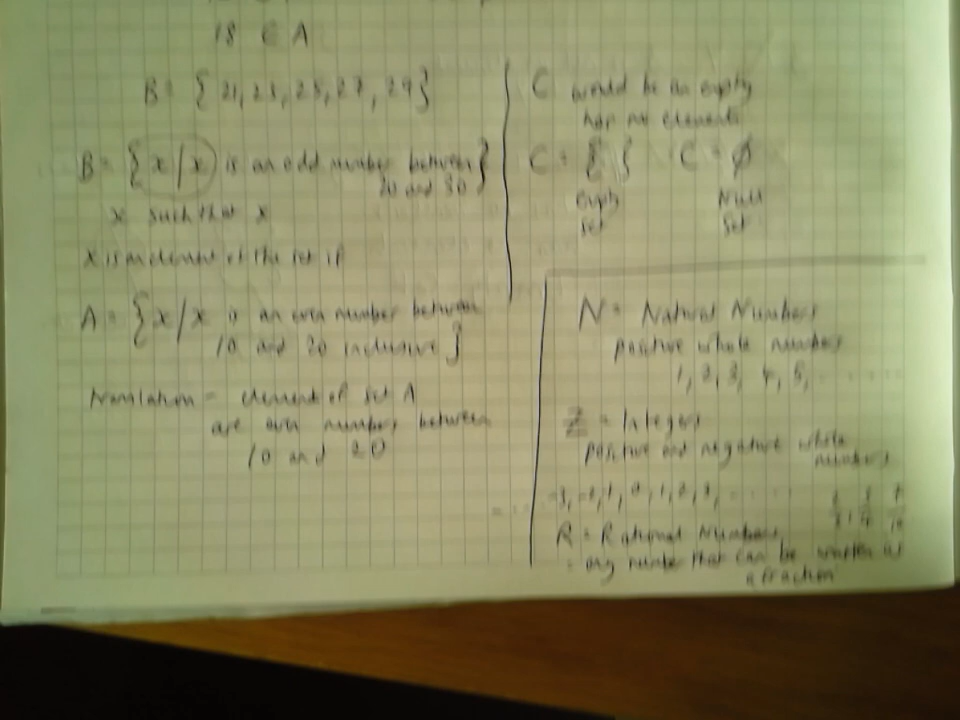 18 ∈ A
B = { 21, 23, 25, 27, 29 }
B = { x / x is an odd number between
20 and 30 }
x such that x
x is an element of the set if
A = { x / x is an even number between
10 and 20 inclusive }
= element of set A
are even numbers between
10 and 20
C would be an empty
no elements
C = { } C = ∅
empty Null
set set
N = Natural Numbers
positive whole numbers
1, 2, 3, 4, 5, . . . . .
Z = Integers
positive and negative whole
numbers
-3, -2, -1, 0, 1, 2, 3, . . . . .
R = Rational Numbers
= any number that can be written as
a fraction